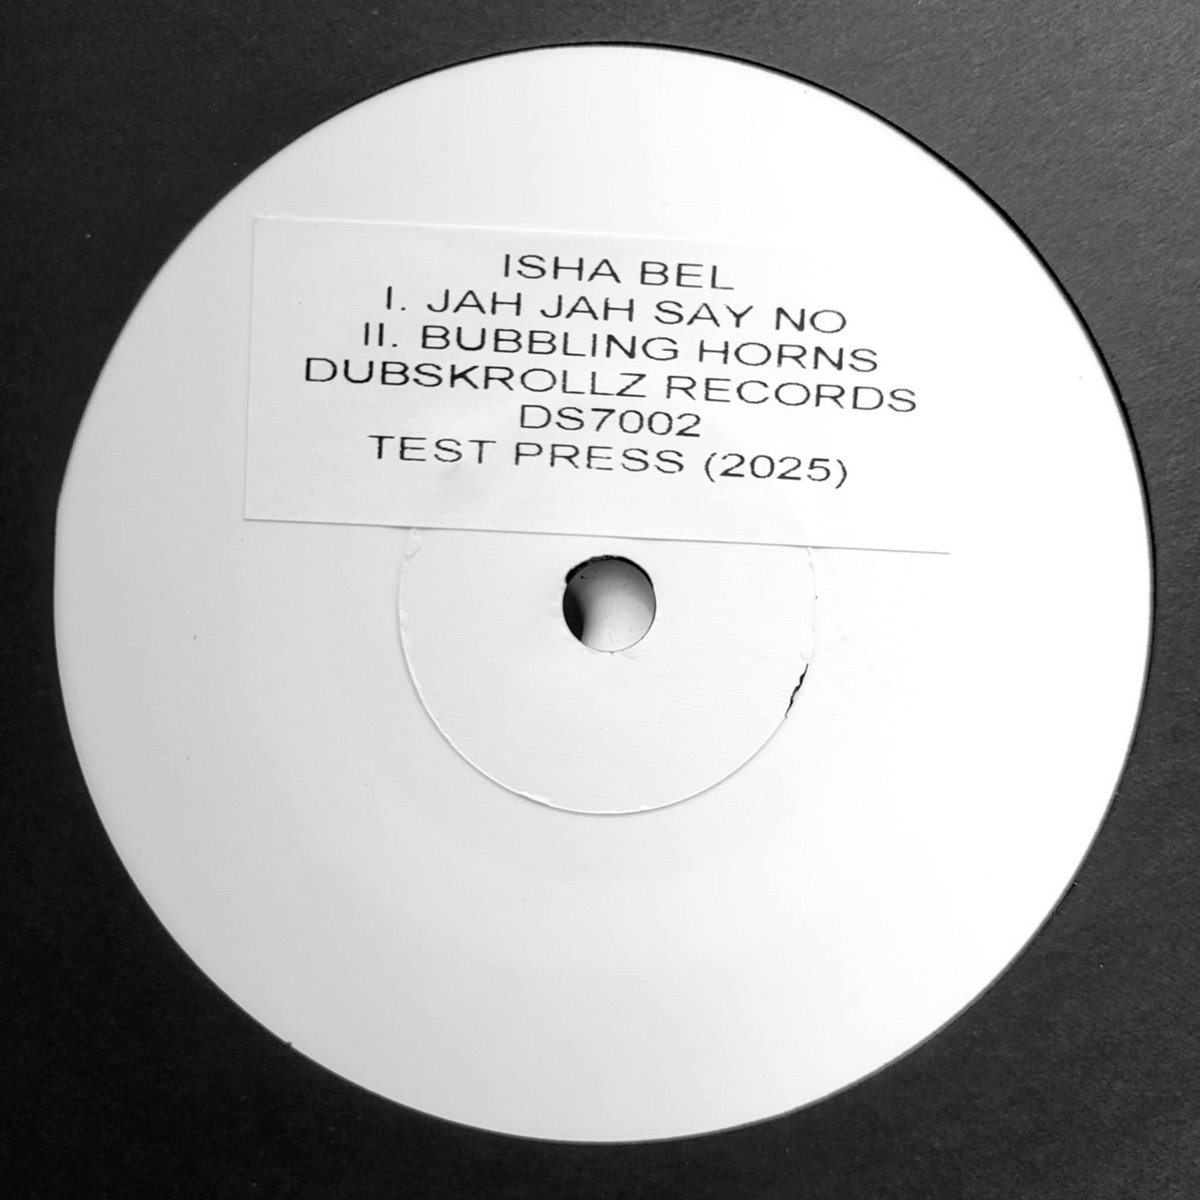 ISHA BEL
I. JAH JAH SAY NO
II. BUBBLING HORNS
DUBSKROLLZ RECORDS
DS7002
TEST PRESS (2025)